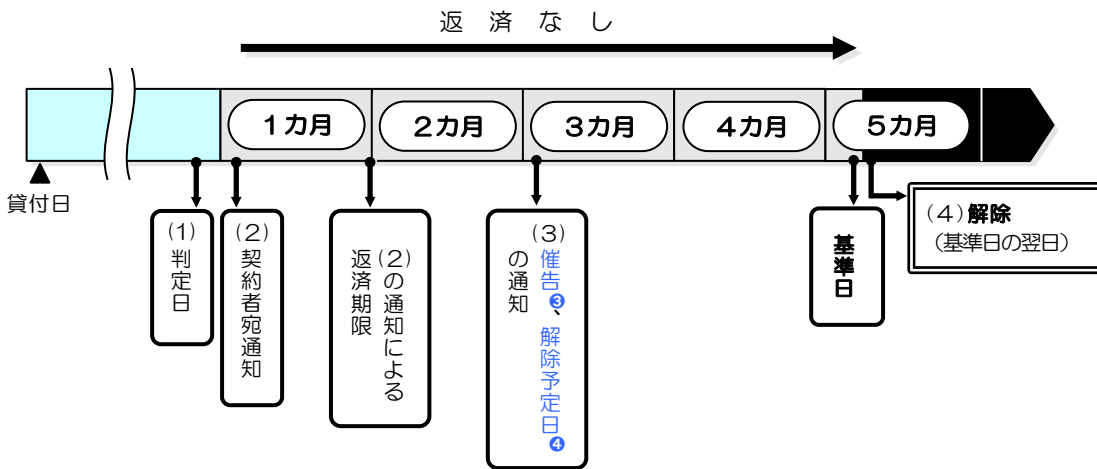 返済なし
1カ月
2カ月
3カ月
4カ月
5カ月
貸付日
(1)
判定日
(2)
契約者宛通知
(2)の通知による
返済期限
(3)
催告❸、解除予定日❹
の通知
基準日
(4)解除
(基準日の翌日)